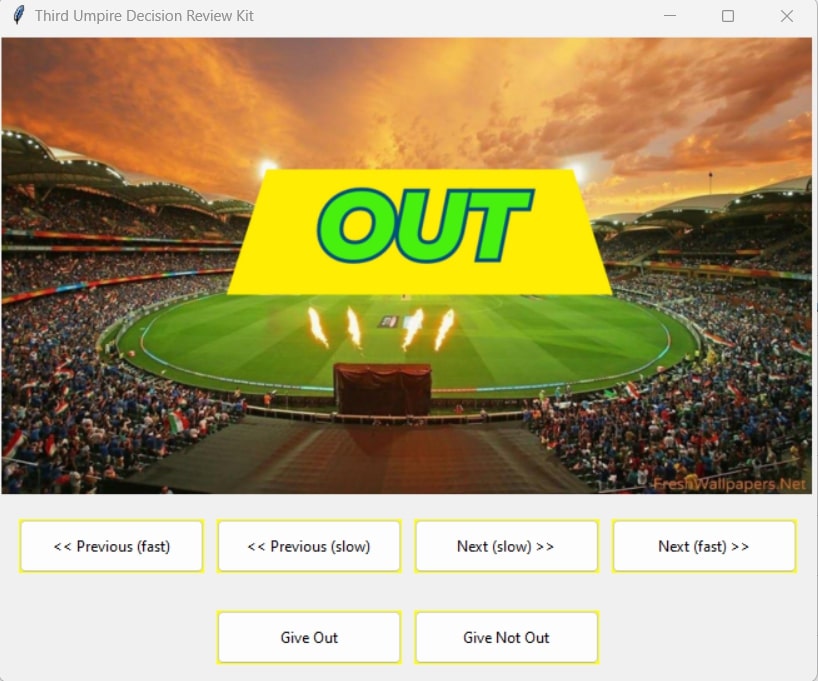 Third Umpire Decision Review Kit
OUT
FreshWallpapers.Net
<< Previous (fast)
<< Previous (slow)
Next (slow) >>
Next (fast) >>
Give Out
Give Not Out